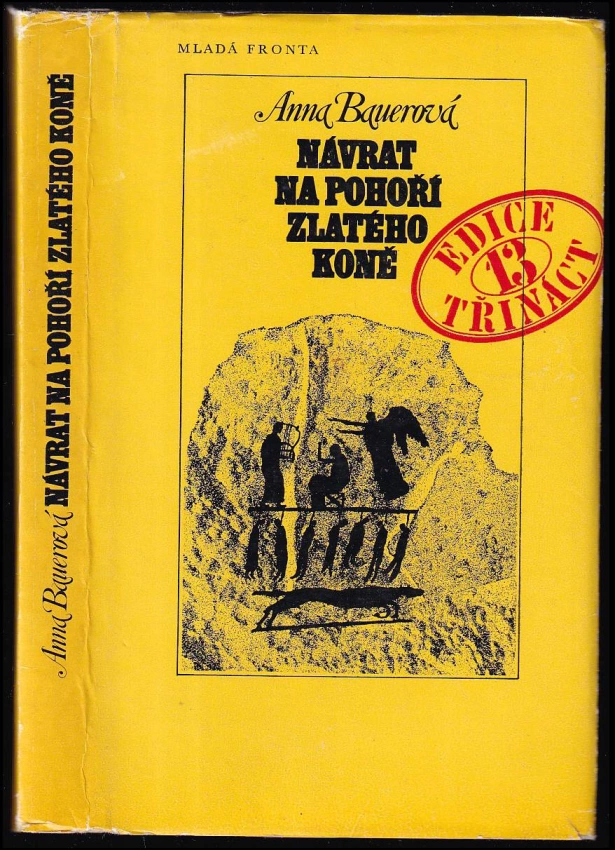 MLADÁ FRONTA
Anna Bauerová
NÁVRAT
NA POHOŘÍ
ZLATÉHO
KONĚ
EDICE
13
TŘINÁCT
Anna Bauerová NÁVRAT NA POHOŘÍ ZLATÉHO KONĚ